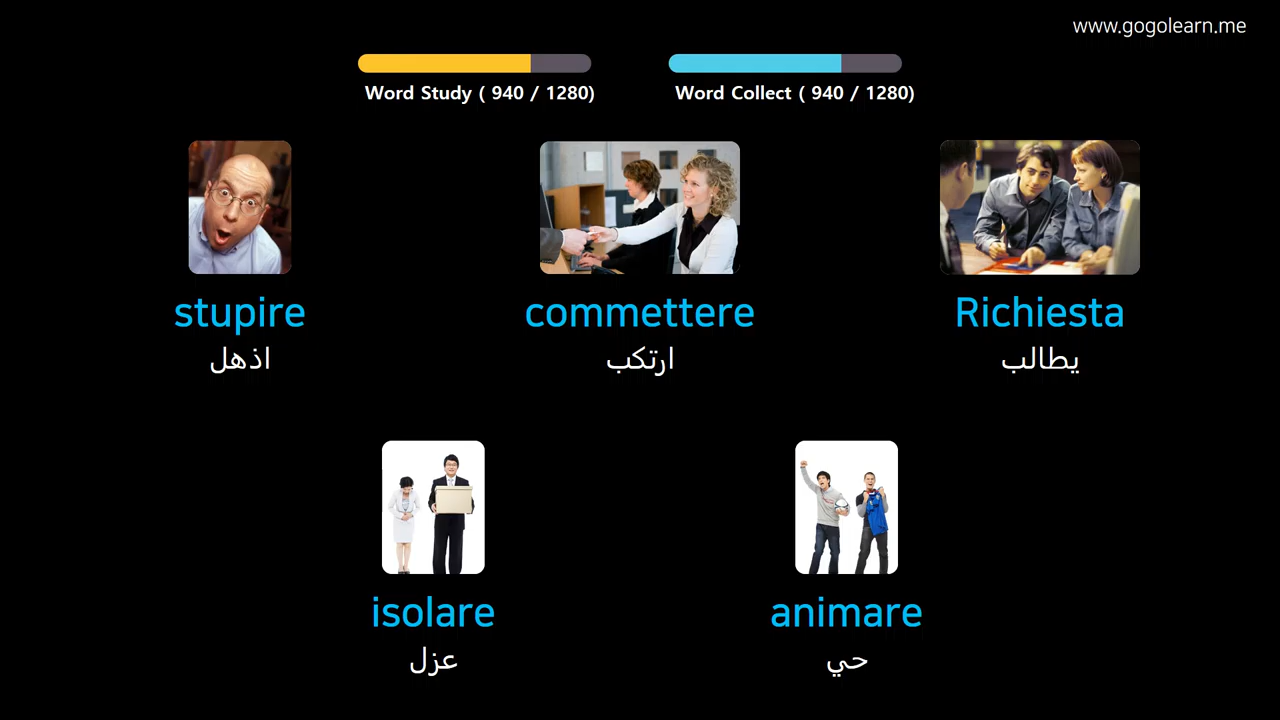 www.gogolearn.me
Word Study ( 940 / 1280)
Word Collect ( 940 / 1280)
stupire
commettere
Richiesta
اذهل
ارتكب
يطالب
isolare
animare
عزل
حي